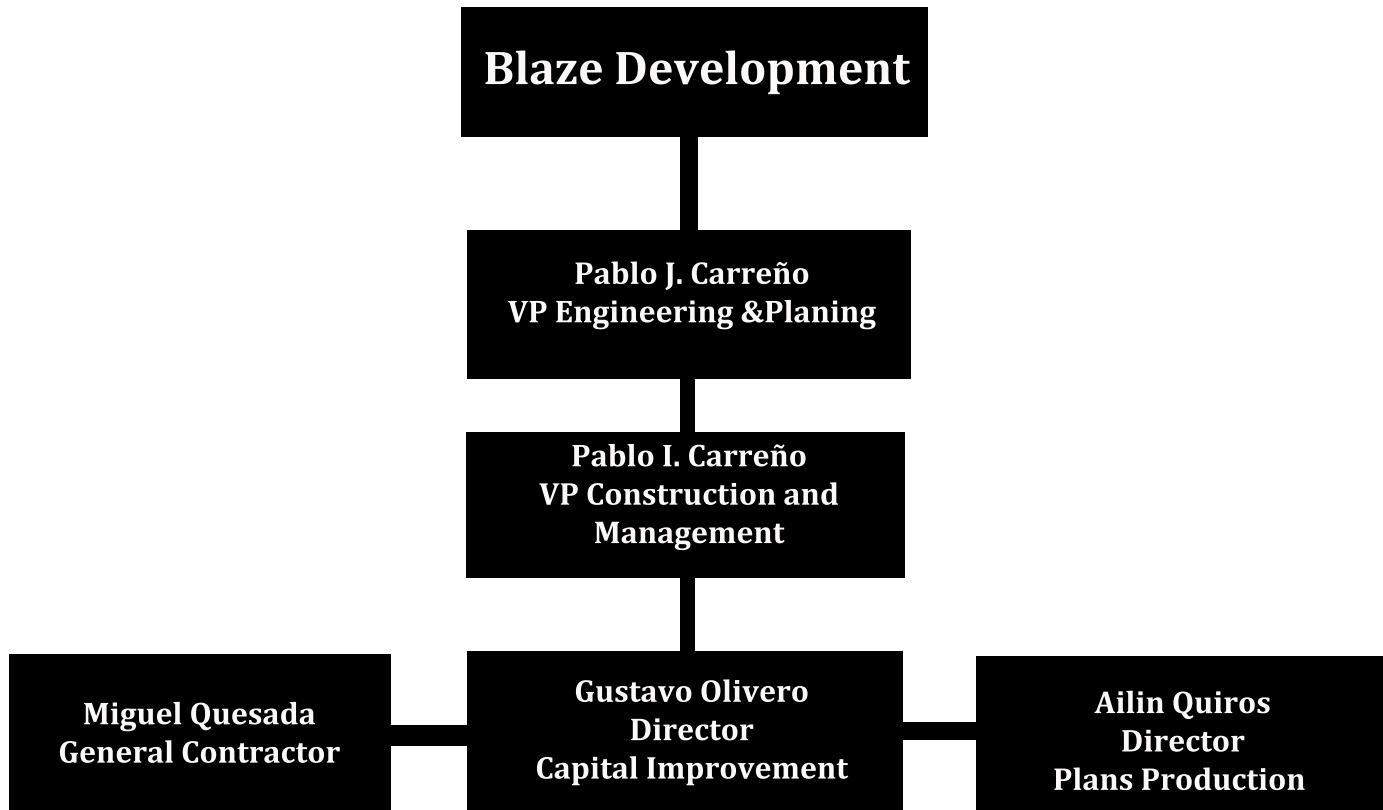 Blaze Development
Pablo J. Carreño
VP Engineering &Planing
Pablo I. Carreño
VP Construction and
Management
Miguel Quesada
General Contractor
Gustavo Olivero
Director
Capital Improvement
Ailin Quiros
Director
Plans Production